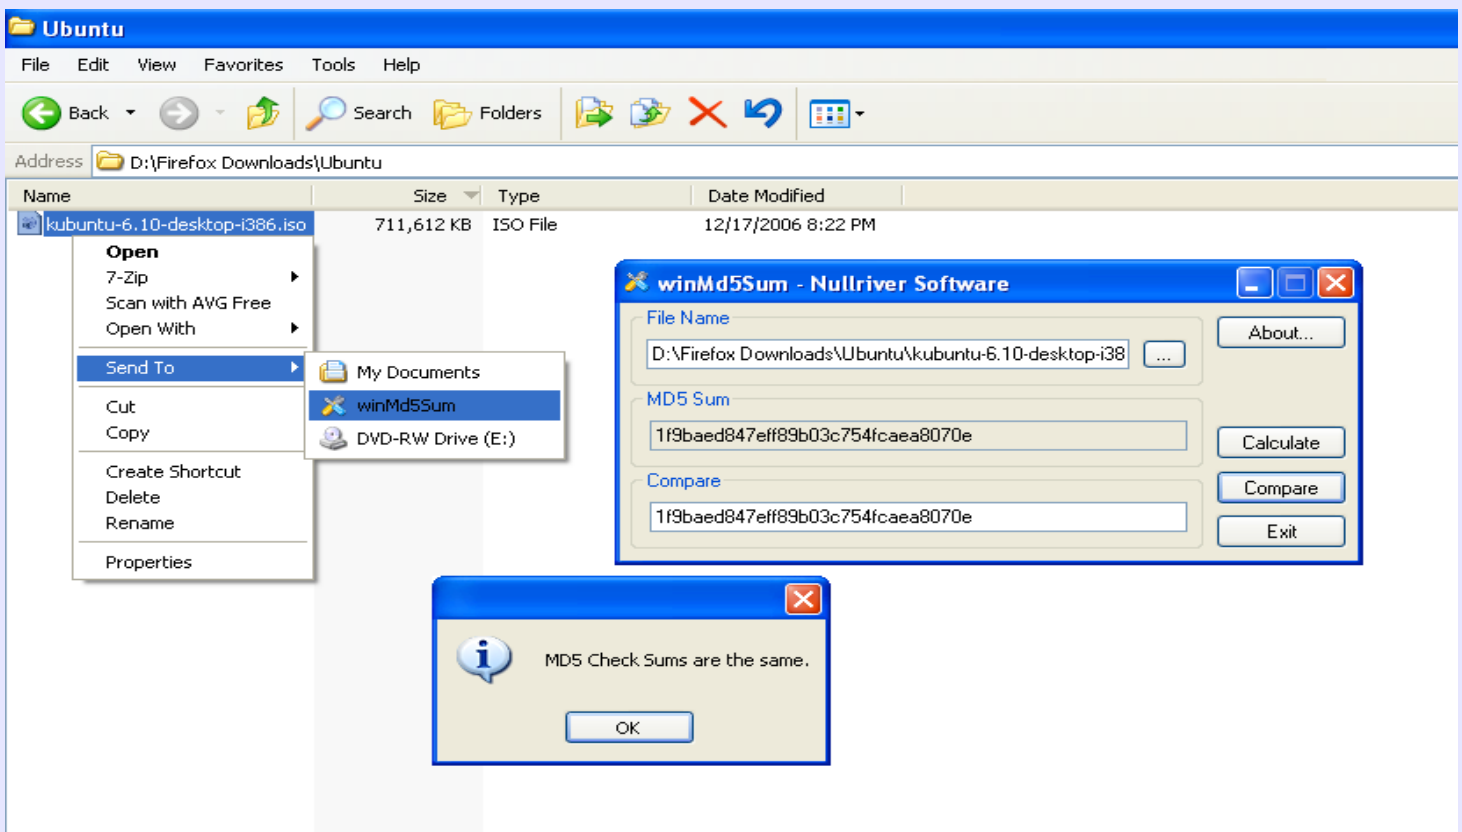 Ubuntu
File Edit View Favorites Tools Help
Back Search Folders
Address D:\Firefox Downloads\Ubuntu
Name Size Type Date Modified
kubuntu-6.10-desktop-i386.iso 711,612 KB ISO File 12/17/2006 8:22 PM
Open
7-Zip
Scan with AVG Free
Open With
Send To
Cut
Copy
Create Shortcut
Delete
Rename
Properties
My Documents
winMd5Sum
DVD-RW Drive (E:)
winMd5Sum - Nullriver Software
File Name
D:\Firefox Downloads\Ubuntu\kubuntu-6.10-desktop-i38 ...
About...
MD5 Sum
1f9baed847eff89b03c754fcaea8070e
Calculate
Compare
1f9baed847eff89b03c754fcaea8070e
Compare
Exit
MD5 Check Sums are the same.
OK